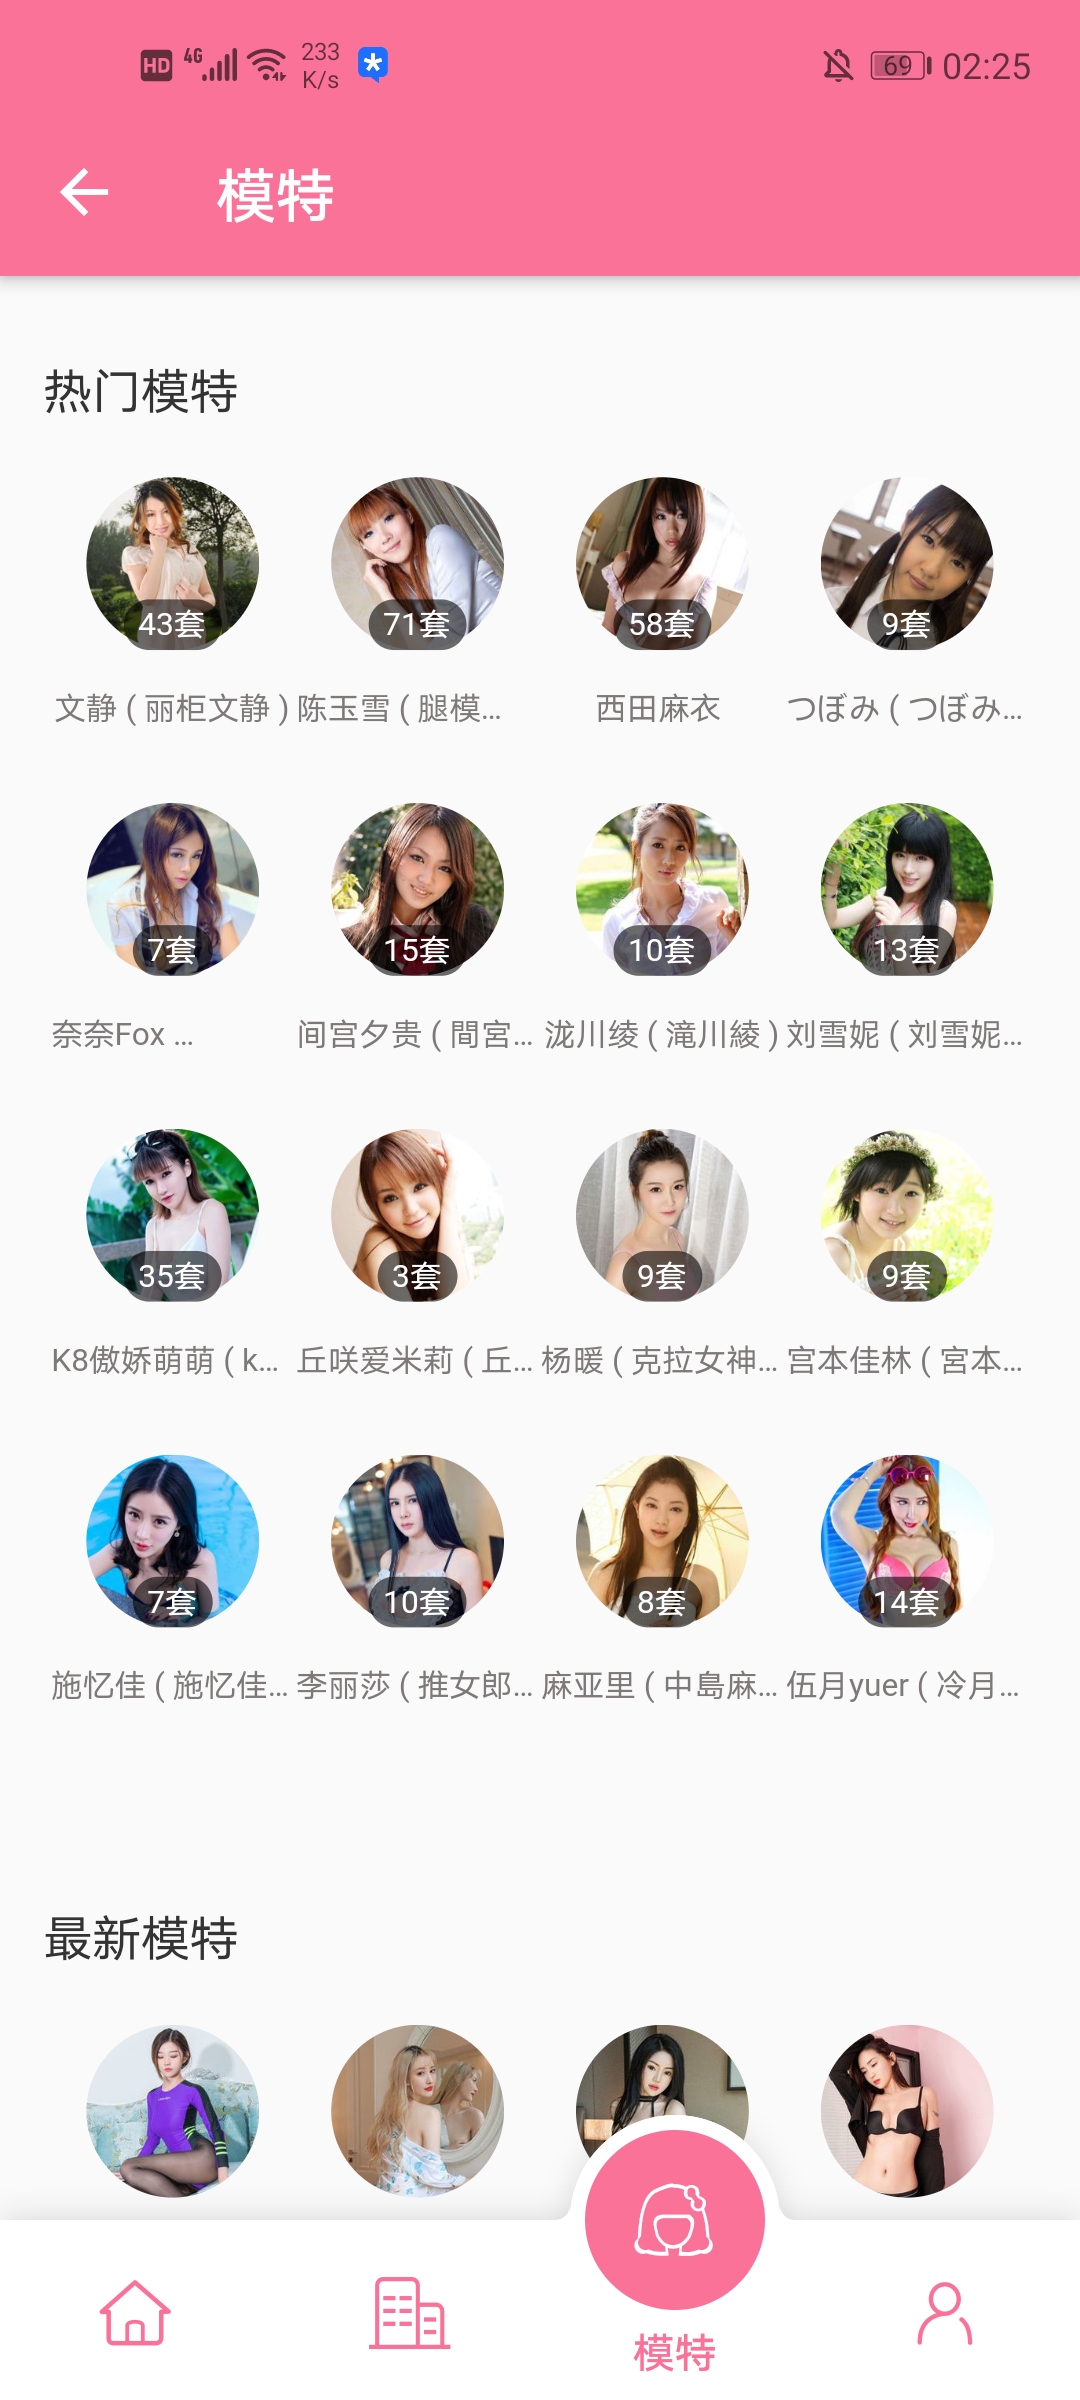 HD 4G 233 K/s 69 02:25
模特
热门模特
43套 71套 58套 9套
文静 ( 丽柜文静 ) 陈玉雪 ( 腿模... 西田麻衣 つぼみ ( つぼみ...
7套 15套 10套 13套
奈奈Fox ... 间宫夕贵 ( 間宮... 泷川绫 ( 滝川綾 ) 刘雪妮 ( 刘雪妮...
35套 3套 9套 9套
K8傲娇萌萌 ( k... 丘咲爱米莉 ( 丘... 杨暖 ( 克拉女神... 宫本佳林 ( 宮本...
7套 10套 8套 14套
施忆佳 ( 施忆佳... 李丽莎 ( 推女郎... 麻亚里 ( 中島麻... 伍月yuer ( 冷月...
最新模特
模特